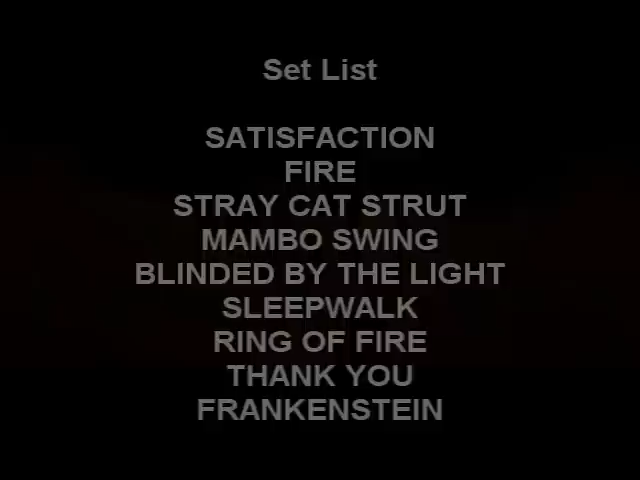 Set List
SATISFACTION
FIRE
STRAY CAT STRUT
MAMBO SWING
BLINDED BY THE LIGHT
SLEEPWALK
RING OF FIRE
THANK YOU
FRANKENSTEIN